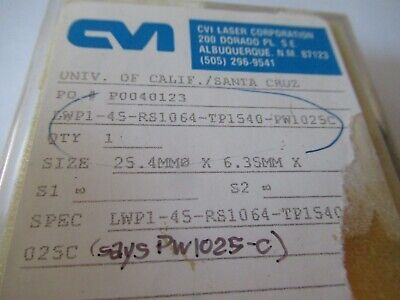 CVI
CVI LASER CORPORATION
200 DORADO PL. S.E.
ALBUQUERQUE, N.M. 87123
(505) 296-9541
UNIV. OF CALIF./SANTA CRUZ
PO # P0040123
LWP1-45-RS1064-TP1540-PW1025C
QTY 1
SIZE 25.4MMØ X 6.35MM X
S1 ∞ S2 ∞
SPEC LWP1-45-RS1064-TP1540
025C (says PW1025-C)